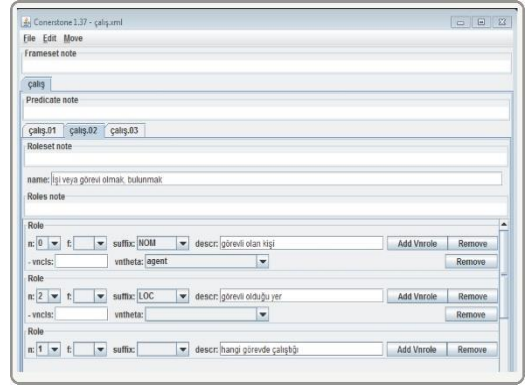 Conerstone 1.37 - çalış.xml
File Edit Move
Frameset note
çalış
Predicate note
çalış.01 çalış.02 çalış.03
Roleset note
name: İşi veya görevi olmak, bulunmak
Roles note
Role
n: 0 f: suffix: NOM descr: görevli olan kişi Add Vnrole Remove
- vncls: vntheta: agent Remove
Role
n: 2 f: suffix: LOC descr: görevli olduğu yer Add Vnrole Remove
- vncls: vntheta: Remove
Role
n: 1 f: suffix: descr: hangi görevde çalıştığı Add Vnrole Remove